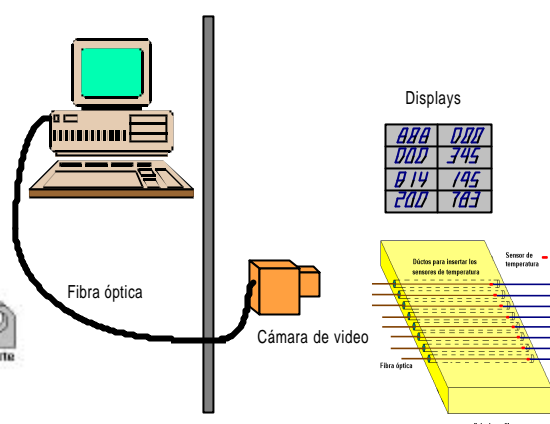 Displays
888 000
000 345
814 195
200 783
Dúctos para insertar los
sensores de temperatura
Sensor de
temperatura
Fibra óptica
Cámara de video
Fibra óptica